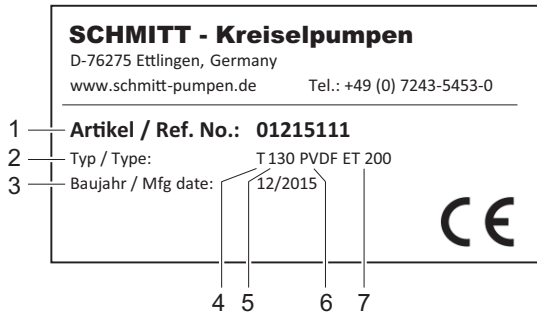 SCHMITT - Kreiselpumpen
D-76275 Ettlingen, Germany
www.schmitt-pumpen.de Tel.: +49 (0) 7243-5453-0
1 Artikel / Ref. No.: 01215111
2 Typ / Type: T 130 PVDF ET 200
3 Baujahr / Mfg date: 12/2015
CE
4 5 6 7